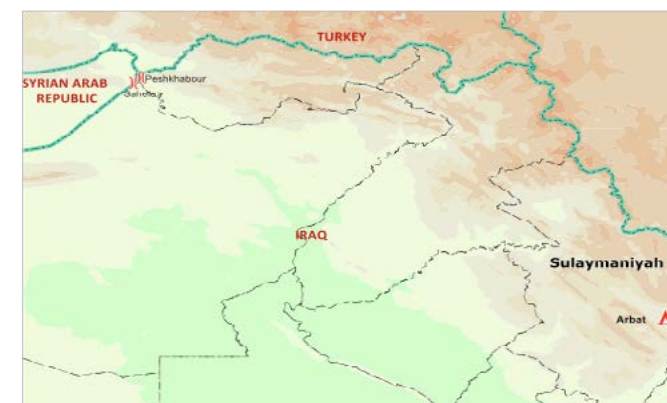 TURKEY
SYRIAN ARAB
REPUBLIC
Peshkhabour
IRAQ
Sulaymaniyah
Arbat